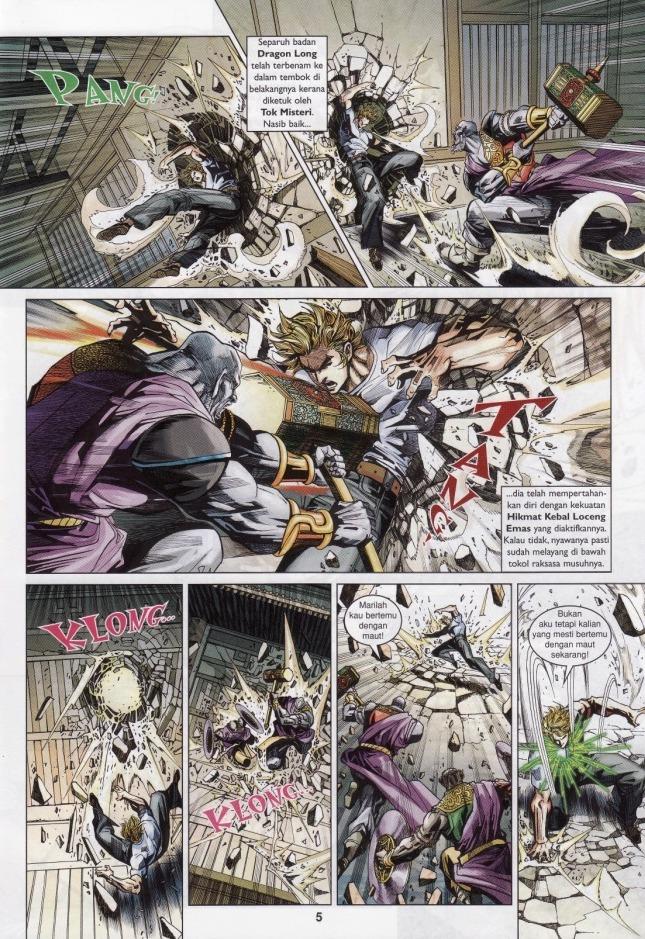 PANG!
Separuh badan
Dragon Long
telah terbenam ke
dalam tembok di
belakangnya kerana
diketuk oleh
Tok Misteri.
Nasib baik...
TANG
...dia telah mempertahan-
kan diri dengan kekuatan
Hikmat Kebal Loceng
Emas yang diaktifkannya.
Kalau tidak, nyawanya pasti
sudah melayang di bawah
tokol raksasa musuhnya.
KLONG...
KLONG...
Marilah
kau bertemu
dengan
maut!
Bukan
aku tetapi kalian
yang mesti bertemu
dengan maut
sekarang!
5